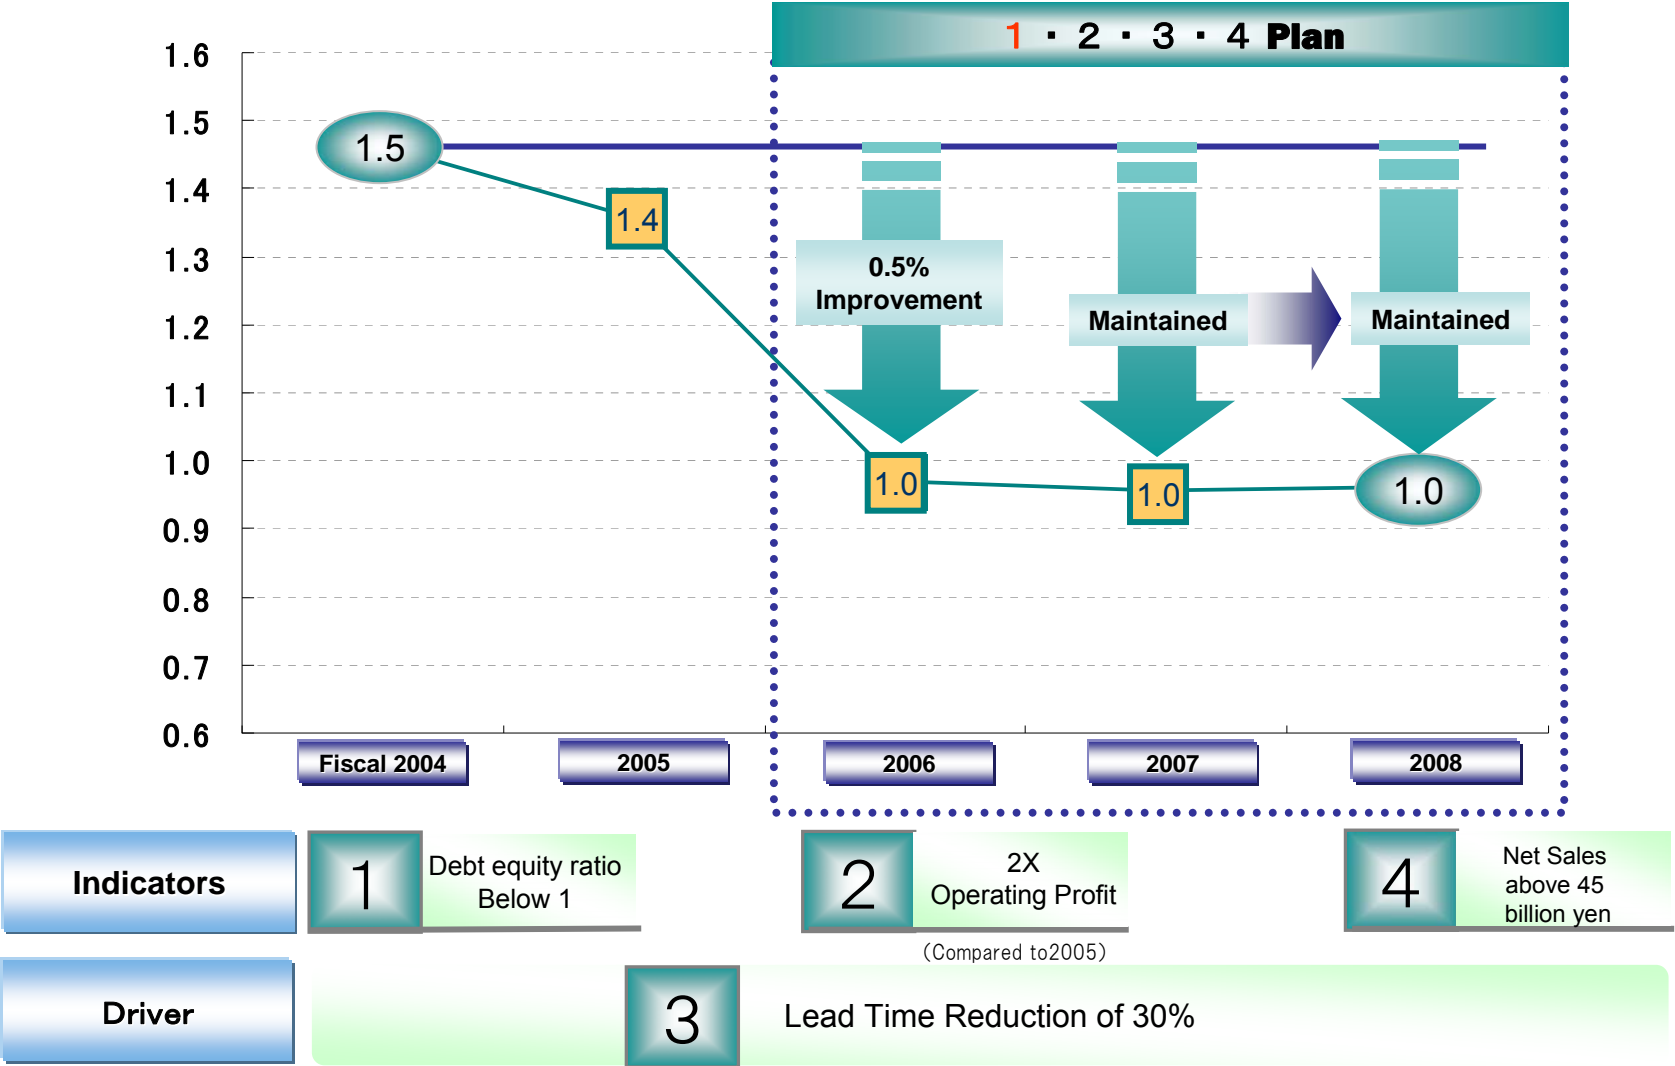 1・2・3・4 Plan
1.6
1.5
1.4
1.3
1.2
1.1
1.0
0.9
0.8
0.7
0.6
1.5
1.4
1.0
1.0
1.0
0.5%
Improvement
Maintained
Maintained
Fiscal 2004
2005
2006
2007
2008
Indicators
1
Debt equity ratio
Below 1
2
2X
Operating Profit
(Compared to2005)
4
Net Sales
above 45
billion yen
Driver
3
Lead Time Reduction of 30%